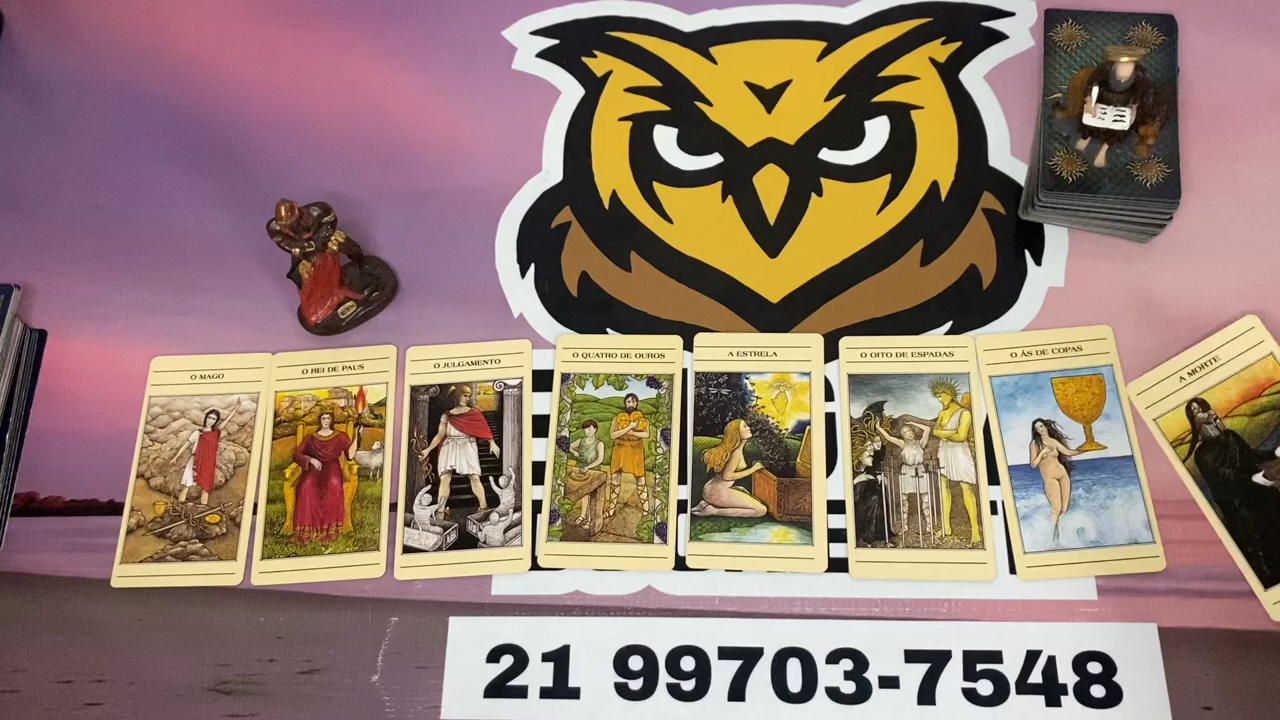 O MAGO
O REI DE PAUS
O JULGAMENTO
O QUATRO DE OUROS
A ESTRELA
O OITO DE ESPADAS
O ÁS DE COPAS
A MORTE
21 99703-7548